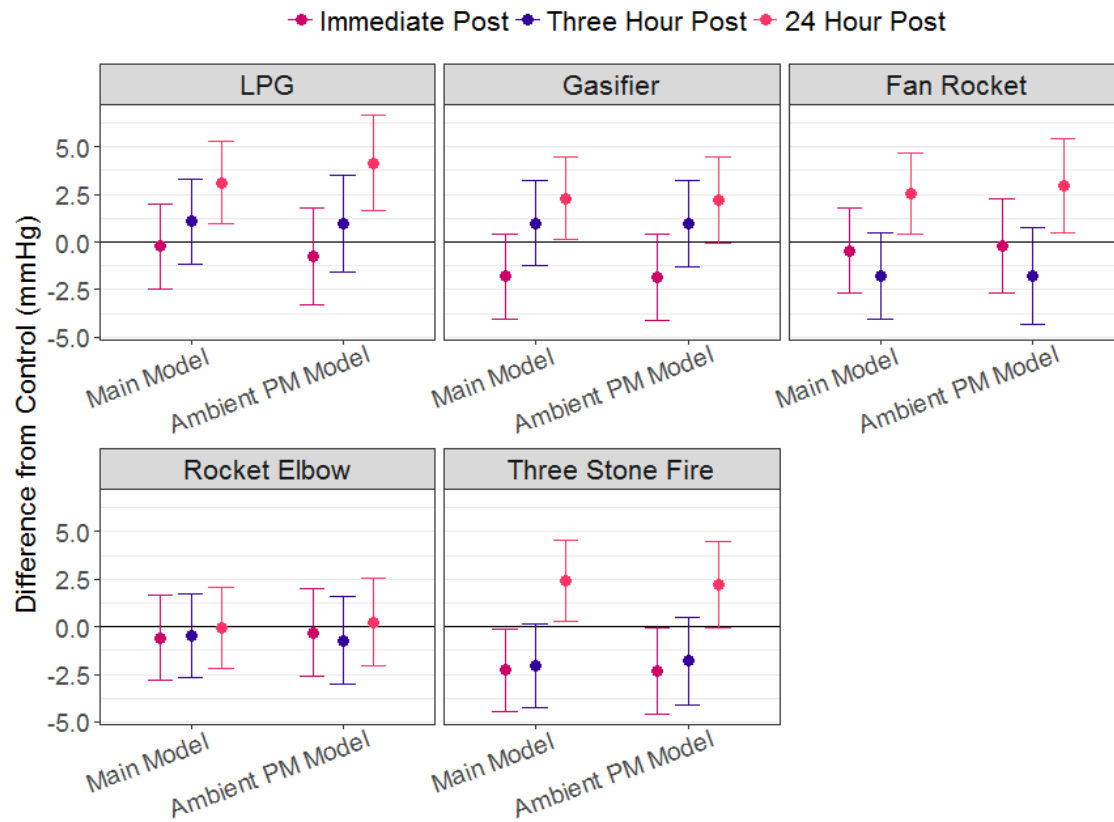 Immediate Post Three Hour Post 24 Hour Post
LPG Gasifier Fan Rocket
Difference from Control (mmHg)
5.0
2.5
0.0
-2.5
-5.0
Main Model Ambient PM Model Main Model Ambient PM Model Main Model Ambient PM Model
Rocket Elbow Three Stone Fire
5.0
2.5
0.0
-2.5
-5.0
Main Model Ambient PM Model Main Model Ambient PM Model